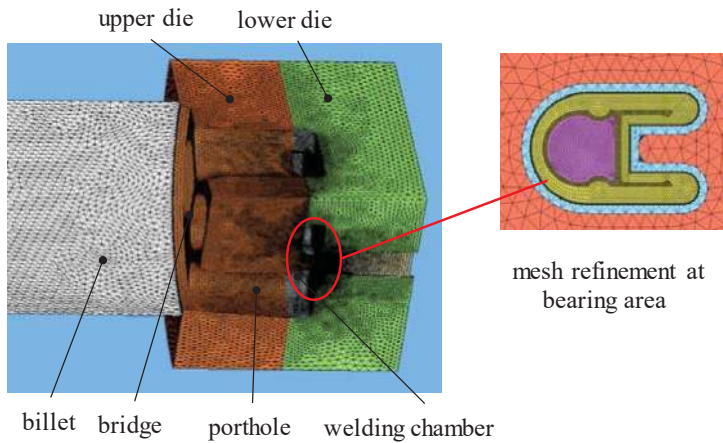 upper die
lower die
mesh refinement at
bearing area
billet
bridge
porthole
welding chamber